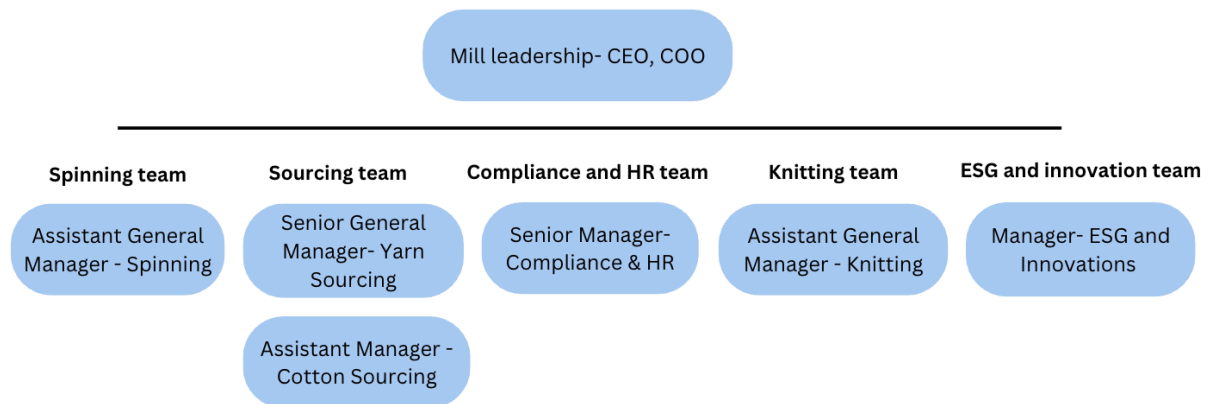 Mill leadership- CEO, COO
Spinning team
Sourcing team
Compliance and HR team
Knitting team
ESG and innovation team
Assistant General
Manager - Spinning
Senior General
Manager- Yarn
Sourcing
Senior Manager-
Compliance & HR
Assistant General
Manager - Knitting
Manager- ESG and
Innovations
Assistant Manager -
Cotton Sourcing